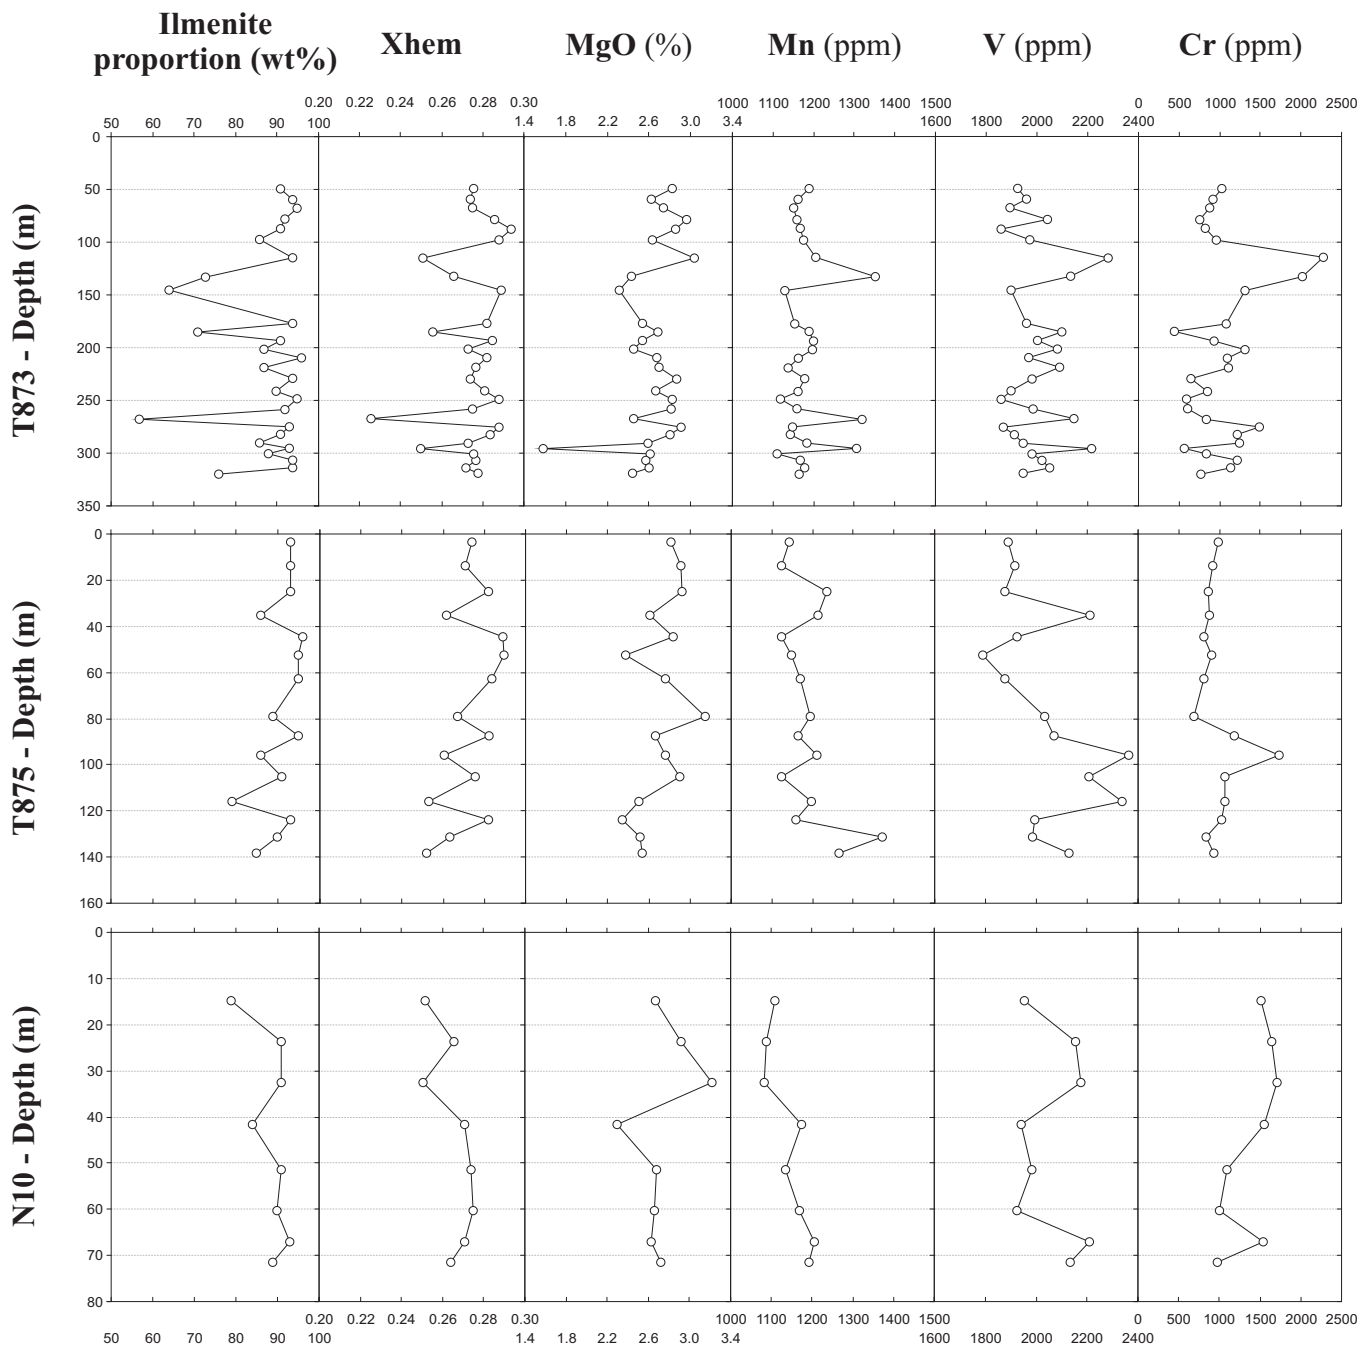 Ilmenite
proportion (wt%)
Xhem
MgO (%)
Mn (ppm)
V (ppm)
Cr (ppm)
0.20 0.22 0.24 0.26 0.28 0.30
1000 1100 1200 1300 1400 1500
0 500 1000 1500 2000 2500
50 60 70 80 90 100
1.4 1.8 2.2 2.6 3.0 3.4
1600 1800 2000 2200 2400
T873 - Depth (m)
0
50
100
150
200
250
300
350
T875 - Depth (m)
0
20
40
60
80
100
120
140
160
N10 - Depth (m)
0
10
20
30
40
50
60
70
80
0.20 0.22 0.24 0.26 0.28 0.30
1000 1100 1200 1300 1400 1500
0 500 1000 1500 2000 2500
50 60 70 80 90 100
1.4 1.8 2.2 2.6 3.0 3.4
1600 1800 2000 2200 2400